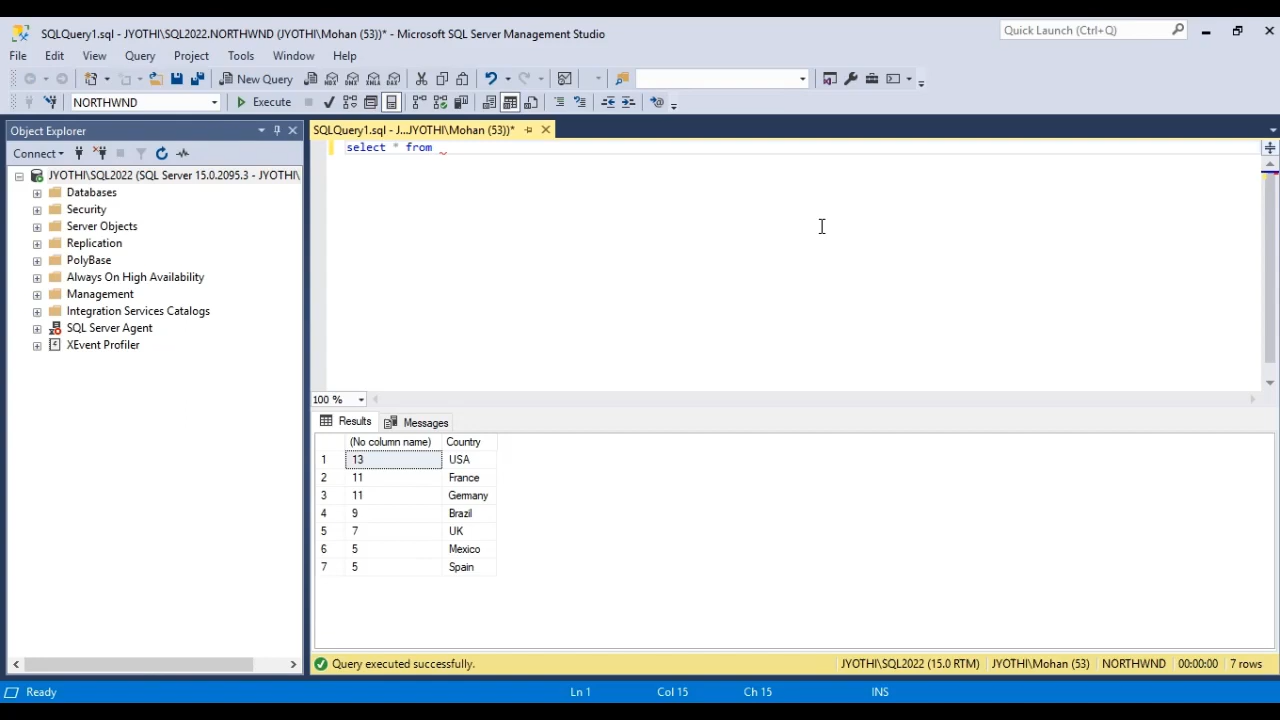 SQLQuery1.sql - JYOTHI\SQL2022.NORTHWND (JYOTHI\Mohan (53))* - Microsoft SQL Server Management Studio
Quick Launch (Ctrl+Q)
File Edit View Query Project Tools Window Help
New Query
NORTHWND
Execute
Object Explorer
SQLQuery1.sql - J...JYOTHI\Mohan (53))*
Connect
select * from
JYOTHI\SQL2022 (SQL Server 15.0.2095.3 - JYOTHI\
Databases
Security
Server Objects
Replication
PolyBase
Always On High Availability
Management
Integration Services Catalogs
SQL Server Agent
XEvent Profiler
100 %
Results Messages
(No column name) Country
1 13 USA
2 11 France
3 11 Germany
4 9 Brazil
5 7 UK
6 5 Mexico
7 5 Spain
Query executed successfully.
JYOTHI\SQL2022 (15.0 RTM) JYOTHI\Mohan (53) NORTHWND 00:00:00 7 rows
Ready Ln 1 Col 15 Ch 15 INS